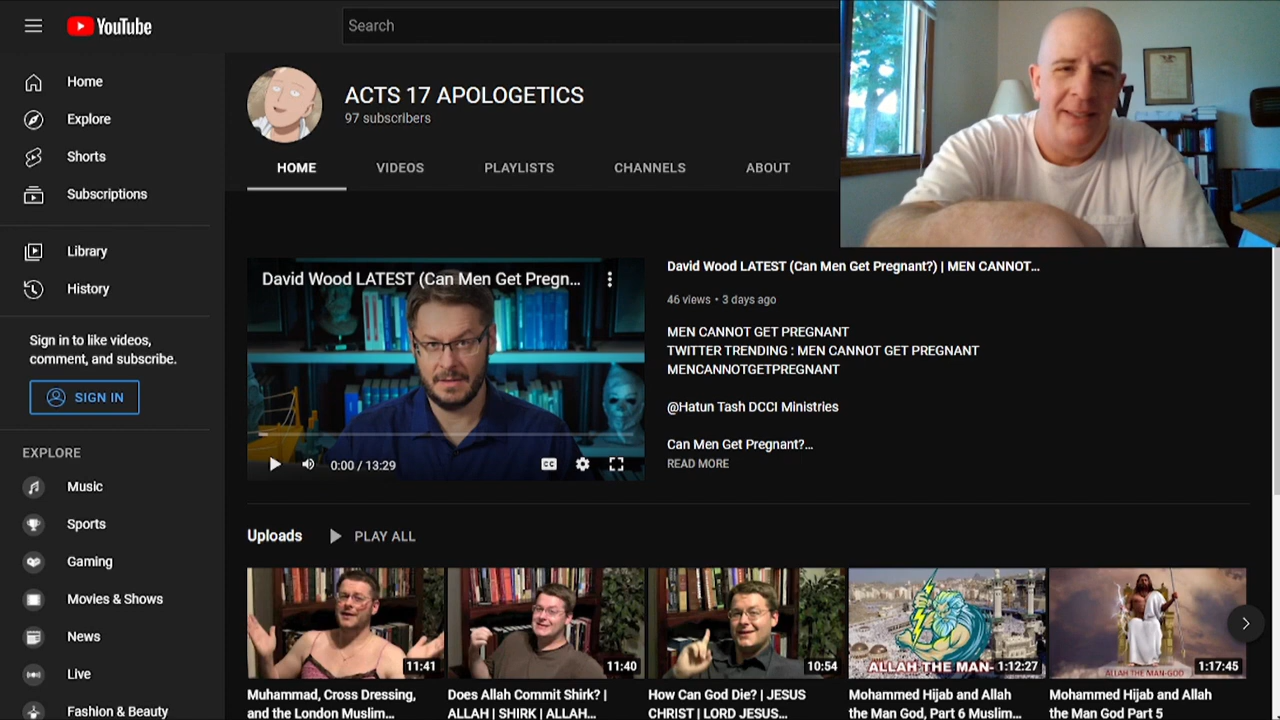 YouTube
Search
Home
Explore
Shorts
Subscriptions
Library
History
Sign in to like videos,
comment, and subscribe.
SIGN IN
EXPLORE
Music
Sports
Gaming
Movies & Shows
News
Live
Fashion & Beauty
ACTS 17 APOLOGETICS
97 subscribers
HOME
VIDEOS
PLAYLISTS
CHANNELS
ABOUT
David Wood LATEST (Can Men Get Pregn...
0:00 / 13:29
CC
David Wood LATEST (Can Men Get Pregnant?) | MEN CANNOT...
46 views • 3 days ago
MEN CANNOT GET PREGNANT
TWITTER TRENDING : MEN CANNOT GET PREGNANT
MENCANNOTGETPREGNANT
@Hatun Tash DCCI Ministries
Can Men Get Pregnant?...
READ MORE
Uploads
PLAY ALL
11:41
Muhammad, Cross Dressing,
and the London Muslim...
11:40
Does Allah Commit Shirk? |
ALLAH | SHIRK | ALLAH...
10:54
How Can God Die? | JESUS
CHRIST | LORD JESUS...
ALLAH THE MAN-
1:12:27
Mohammed Hijab and Allah
the Man God, Part 6 Muslim...
ALLAH THE MAN-GOD
1:17:45
Mohammed Hijab and Allah
the Man God Part 5